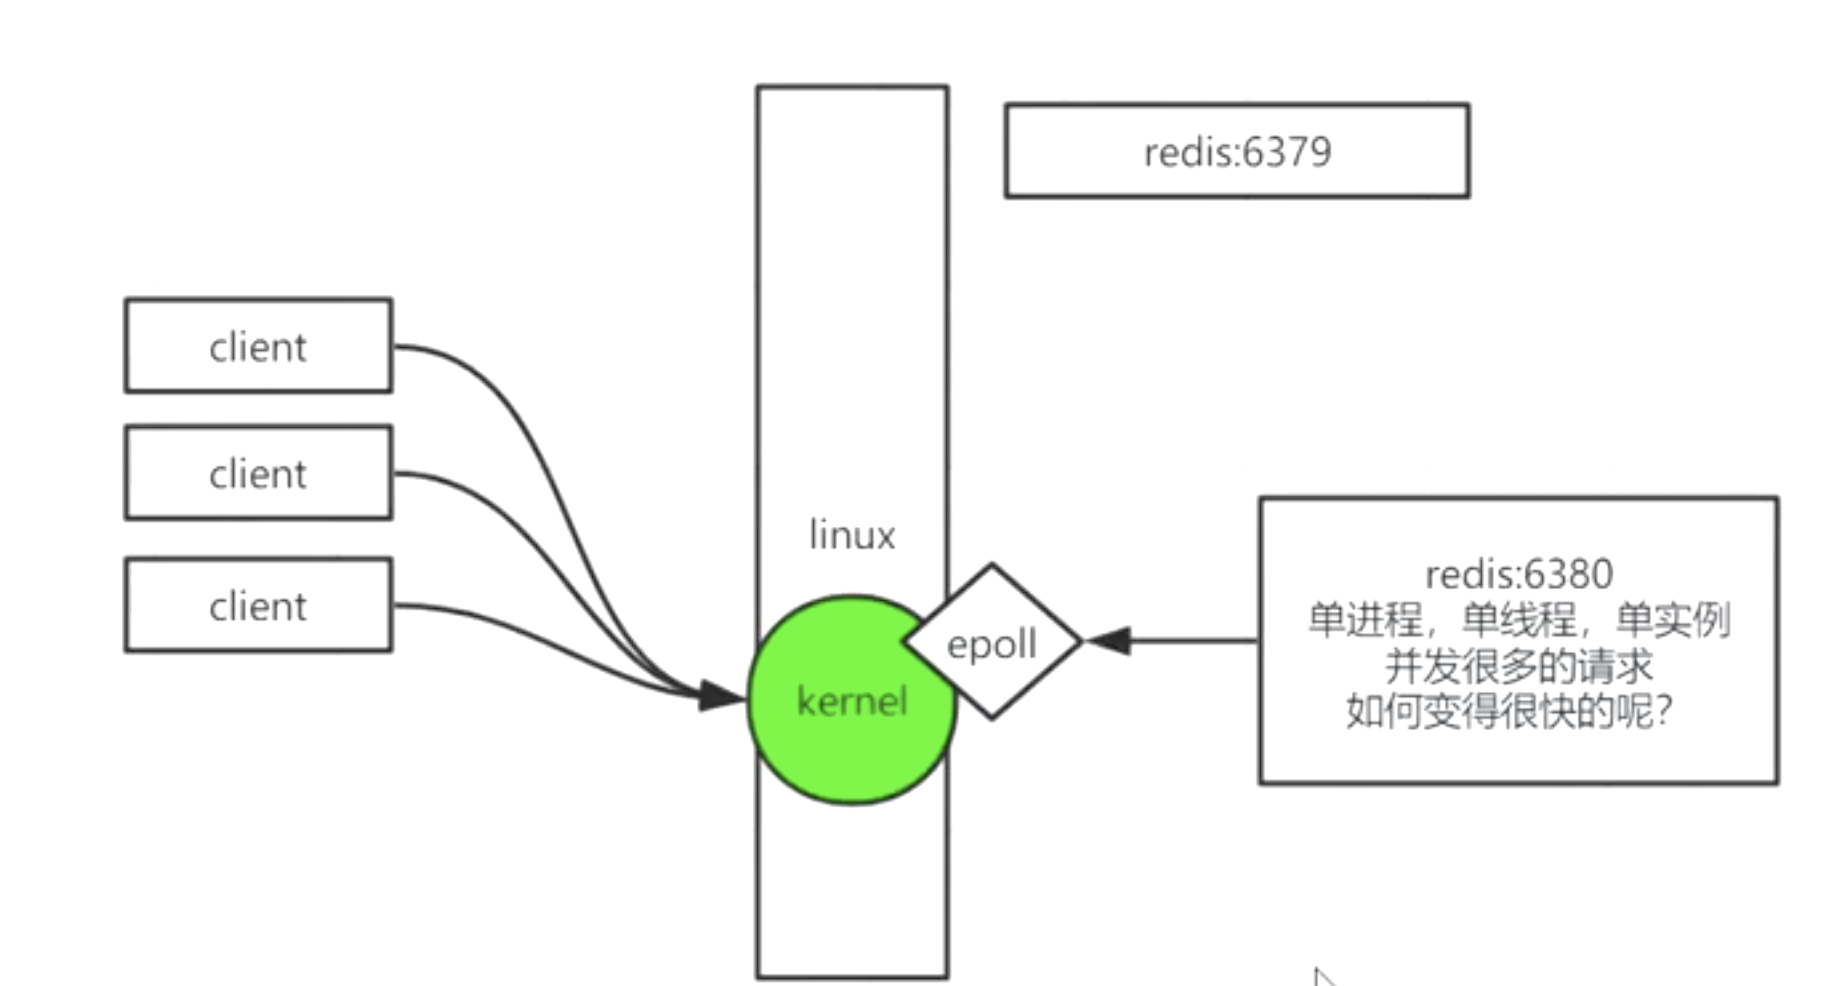 redis:6379
client
client
client
linux
epoll
kernel
redis:6380
单进程，单线程，单实例
并发很多的请求
如何变得很快的呢？